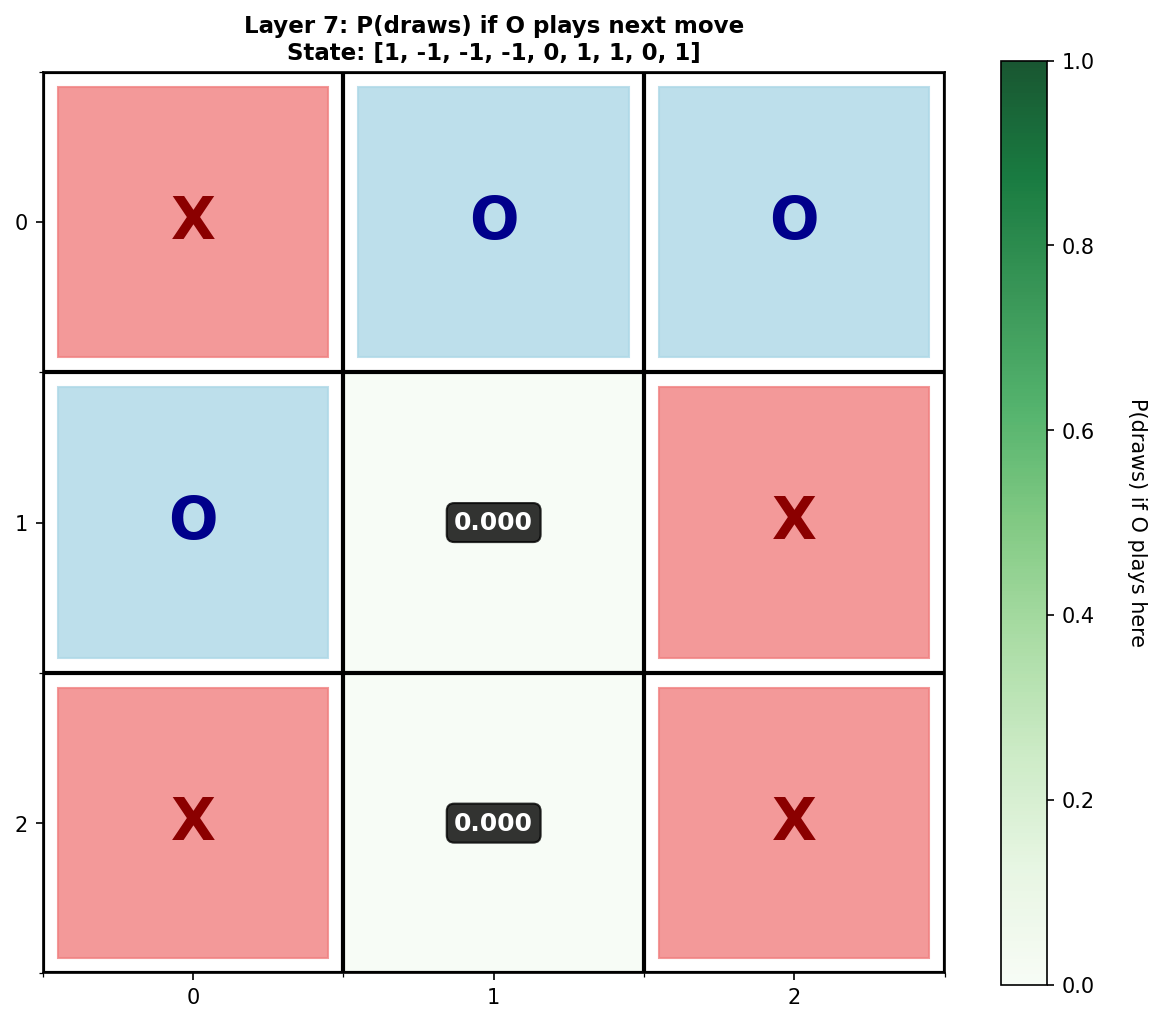 Layer 7: P(draws) if O plays next move
State: [1, -1, -1, -1, 0, 1, 1, 0, 1]
X
O
O
O
0.000
X
X
0.000
X
0
1
2
0
1
2
1.0
0.8
0.6
0.4
0.2
0.0
P(draws) if O plays here